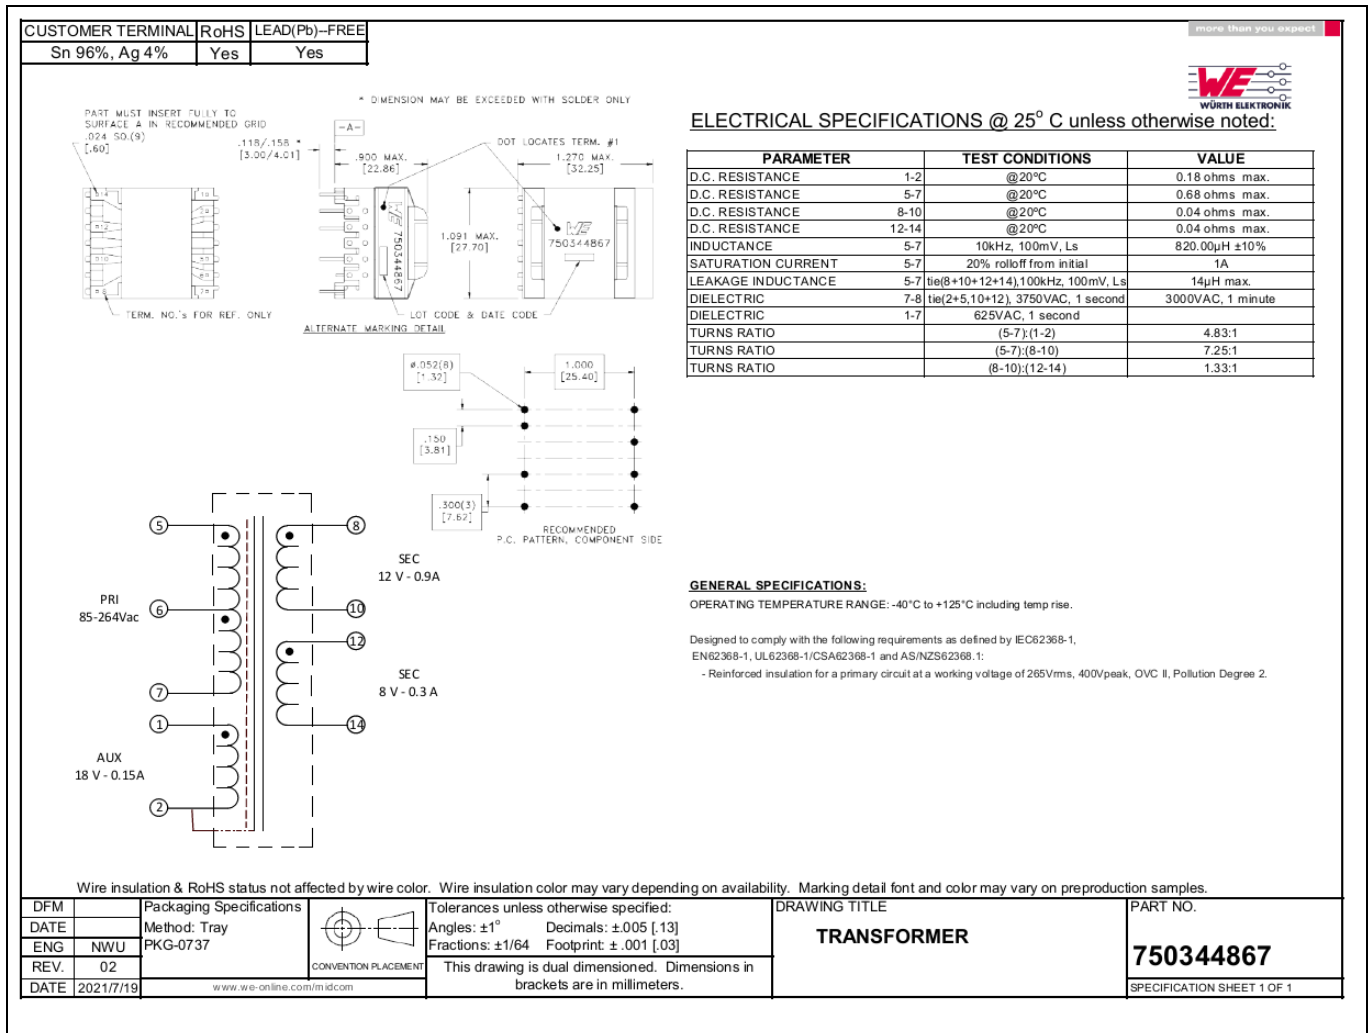 CUSTOMER TERMINAL RoHS LEAD(Pb)--FREE
Sn 96%, Ag 4% Yes Yes
more than you expect
WE
WÜRTH ELEKTRONIK
* DIMENSION MAY BE EXCEEDED WITH SOLDER ONLY
PART MUST INSERT FULLY TO
SURFACE A IN RECOMMENDED GRID
.024 SQ.(9)
[.60]
.118/.158 *
[3.00/4.01]
-A-
.900 MAX.
[22.86]
DOT LOCATES TERM. #1
1.270 MAX.
[32.25]
1.091 MAX.
[27.70]
WE 750344867
WE
750344867
TERM. NO.'s FOR REF. ONLY
LOT CODE & DATE CODE
ALTERNATE MARKING DETAIL
ø.052(8)
[1.32]
1.000
[25.40]
.150
[3.81]
.300(3)
[7.62]
RECOMMENDED
P.C. PATTERN, COMPONENT SIDE
ELECTRICAL SPECIFICATIONS @ 25° C unless otherwise noted:
PARAMETER TEST CONDITIONS VALUE
D.C. RESISTANCE 1-2 @20ºC 0.18 ohms max.
D.C. RESISTANCE 5-7 @20ºC 0.68 ohms max.
D.C. RESISTANCE 8-10 @20ºC 0.04 ohms max.
D.C. RESISTANCE 12-14 @20ºC 0.04 ohms max.
INDUCTANCE 5-7 10kHz, 100mV, Ls 820.00µH ±10%
SATURATION CURRENT 5-7 20% rolloff from initial 1A
LEAKAGE INDUCTANCE 5-7 tie(8+10+12+14),100kHz, 100mV, Ls 14µH max.
DIELECTRIC 7-8 tie(2+5,10+12), 3750VAC, 1 second 3000VAC, 1 minute
DIELECTRIC 1-7 625VAC, 1 second
TURNS RATIO (5-7):(1-2) 4.83:1
TURNS RATIO (5-7):(8-10) 7.25:1
TURNS RATIO (8-10):(12-14) 1.33:1
5
6
7
1
2
8
10
12
14
PRI
85-264Vac
AUX
18 V - 0.15A
SEC
12 V - 0.9A
SEC
8 V - 0.3 A
GENERAL SPECIFICATIONS:
OPERATING TEMPERATURE RANGE: -40°C to +125°C including temp rise.
Designed to comply with the following requirements as defined by IEC62368-1,
EN62368-1, UL62368-1/CSA62368-1 and AS/NZS62368.1:
- Reinforced insulation for a primary circuit at a working voltage of 265Vrms, 400Vpeak, OVC II, Pollution Degree 2.
Wire insulation & RoHS status not affected by wire color. Wire insulation color may vary depending on availability. Marking detail font and color may vary on preproduction samples.
DFM
DATE
ENG NWU
REV. 02
DATE 2021/7/19
Packaging Specifications
Method: Tray
PKG-0737
www.we-online.com/midcom
CONVENTION PLACEMENT
Tolerances unless otherwise specified:
Angles: ±1° Decimals: ±.005 [.13]
Fractions: ±1/64 Footprint: ± .001 [.03]
This drawing is dual dimensioned. Dimensions in
brackets are in millimeters.
DRAWING TITLE
TRANSFORMER
PART NO.
750344867
SPECIFICATION SHEET 1 OF 1